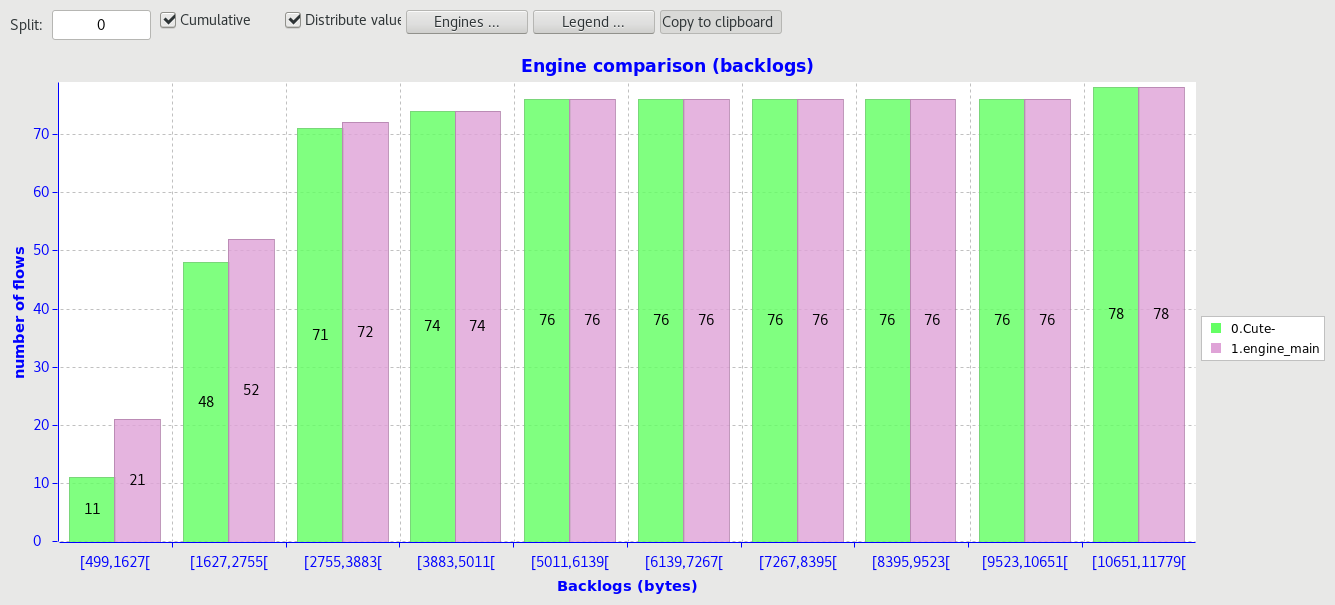 Split: 0 Cumulative Distribute value Engines ... Legend ... Copy to clipboard
Engine comparison (backlogs)
number of flows
70
60
50
40
30
20
10
0
11 21 48 52 71 72 74 74 76 76 76 76 76 76 76 76 76 76 78 78
[499,1627[ [1627,2755[ [2755,3883[ [3883,5011[ [5011,6139[ [6139,7267[ [7267,8395[ [8395,9523[ [9523,10651[ [10651,11779[
Backlogs (bytes)
0.Cute-
1.engine_main